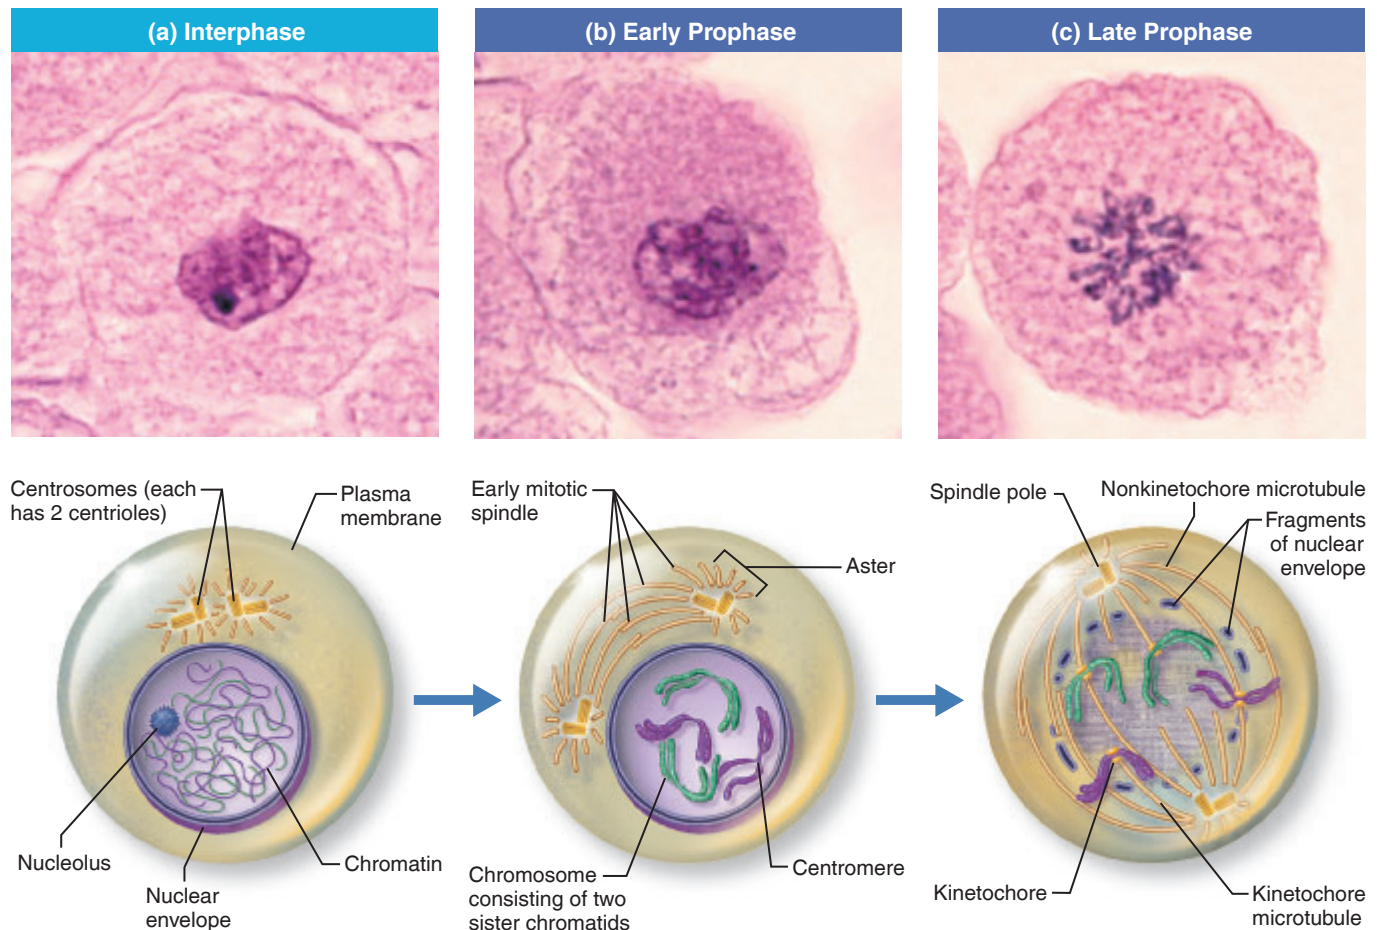 (a) Interphase
(b) Early Prophase
(c) Late Prophase
Centrosomes (each
has 2 centrioles)
Plasma
membrane
Nucleolus
Nuclear
envelope
Chromatin
Early mitotic
spindle
Aster
Chromosome
consisting of two
sister chromatids
Centromere
Spindle pole
Nonkinetochore microtubule
Fragments
of nuclear
envelope
Kinetochore
Kinetochore
microtubule